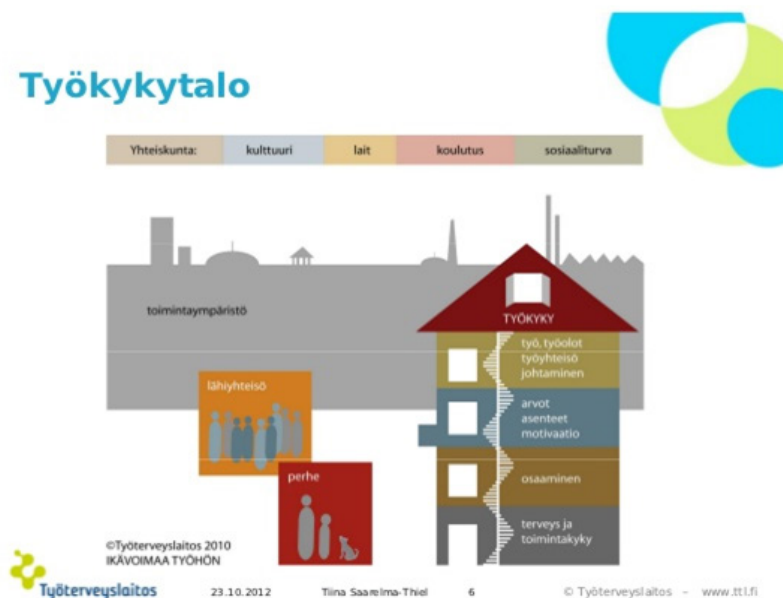 Työkykytalo
Yhteiskunta: kulttuuri lait koulutus sosiaaliturva
toimintaympäristö
TYÖKYKY
työ, työolot
työyhteisö
johtaminen
lähiyhteisö
arvot
asenteet
motivaatio
perhe
osaaminen
terveys ja
toimintakyky
©Työterveyslaitos 2010
IKÄVOIMAA TYÖHÖN
Työterveyslaitos 23.10.2012 Tiina Saarelma-Thiel 6 © Työterveyslaitos – www.ttl.fi